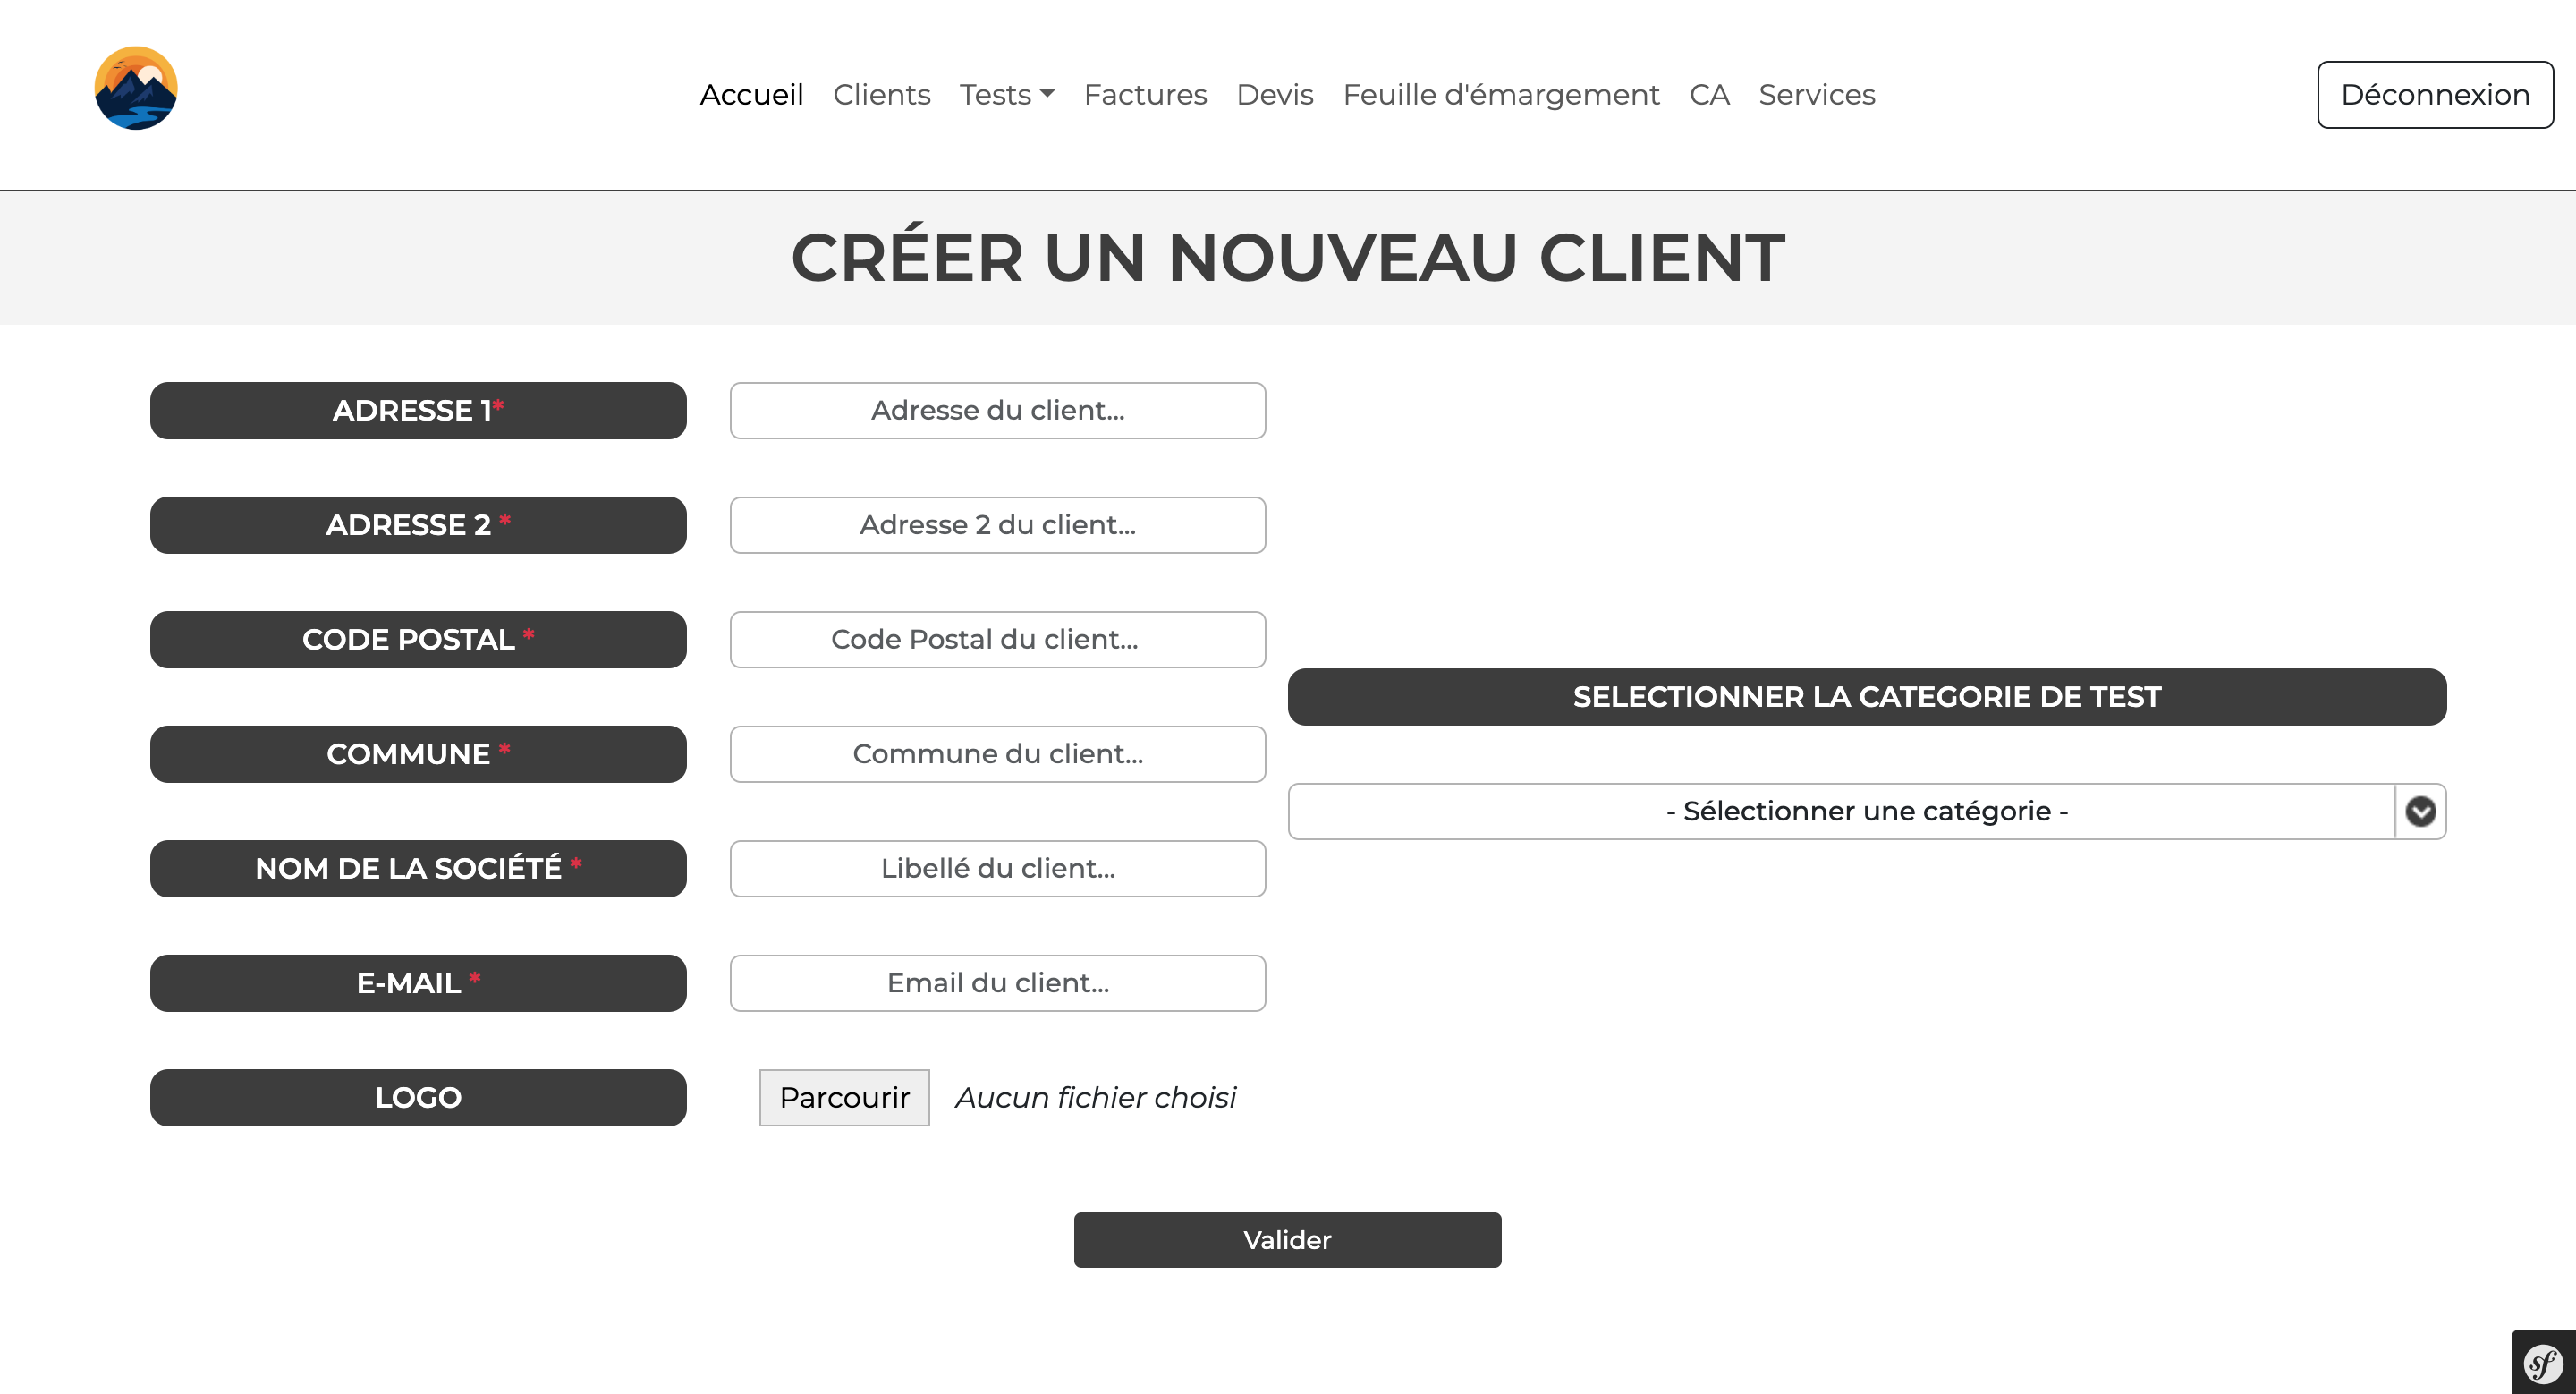 Accueil Clients Tests Factures Devis Feuille d'émargement CA Services Déconnexion
CRÉER UN NOUVEAU CLIENT
ADRESSE 1* Adresse du client...
ADRESSE 2 * Adresse 2 du client...
CODE POSTAL * Code Postal du client...
SELECTIONNER LA CATEGORIE DE TEST
COMMUNE * Commune du client...
- Sélectionner une catégorie -
NOM DE LA SOCIÉTÉ * Libellé du client...
E-MAIL * Email du client...
LOGO Parcourir Aucun fichier choisi
Valider
sf